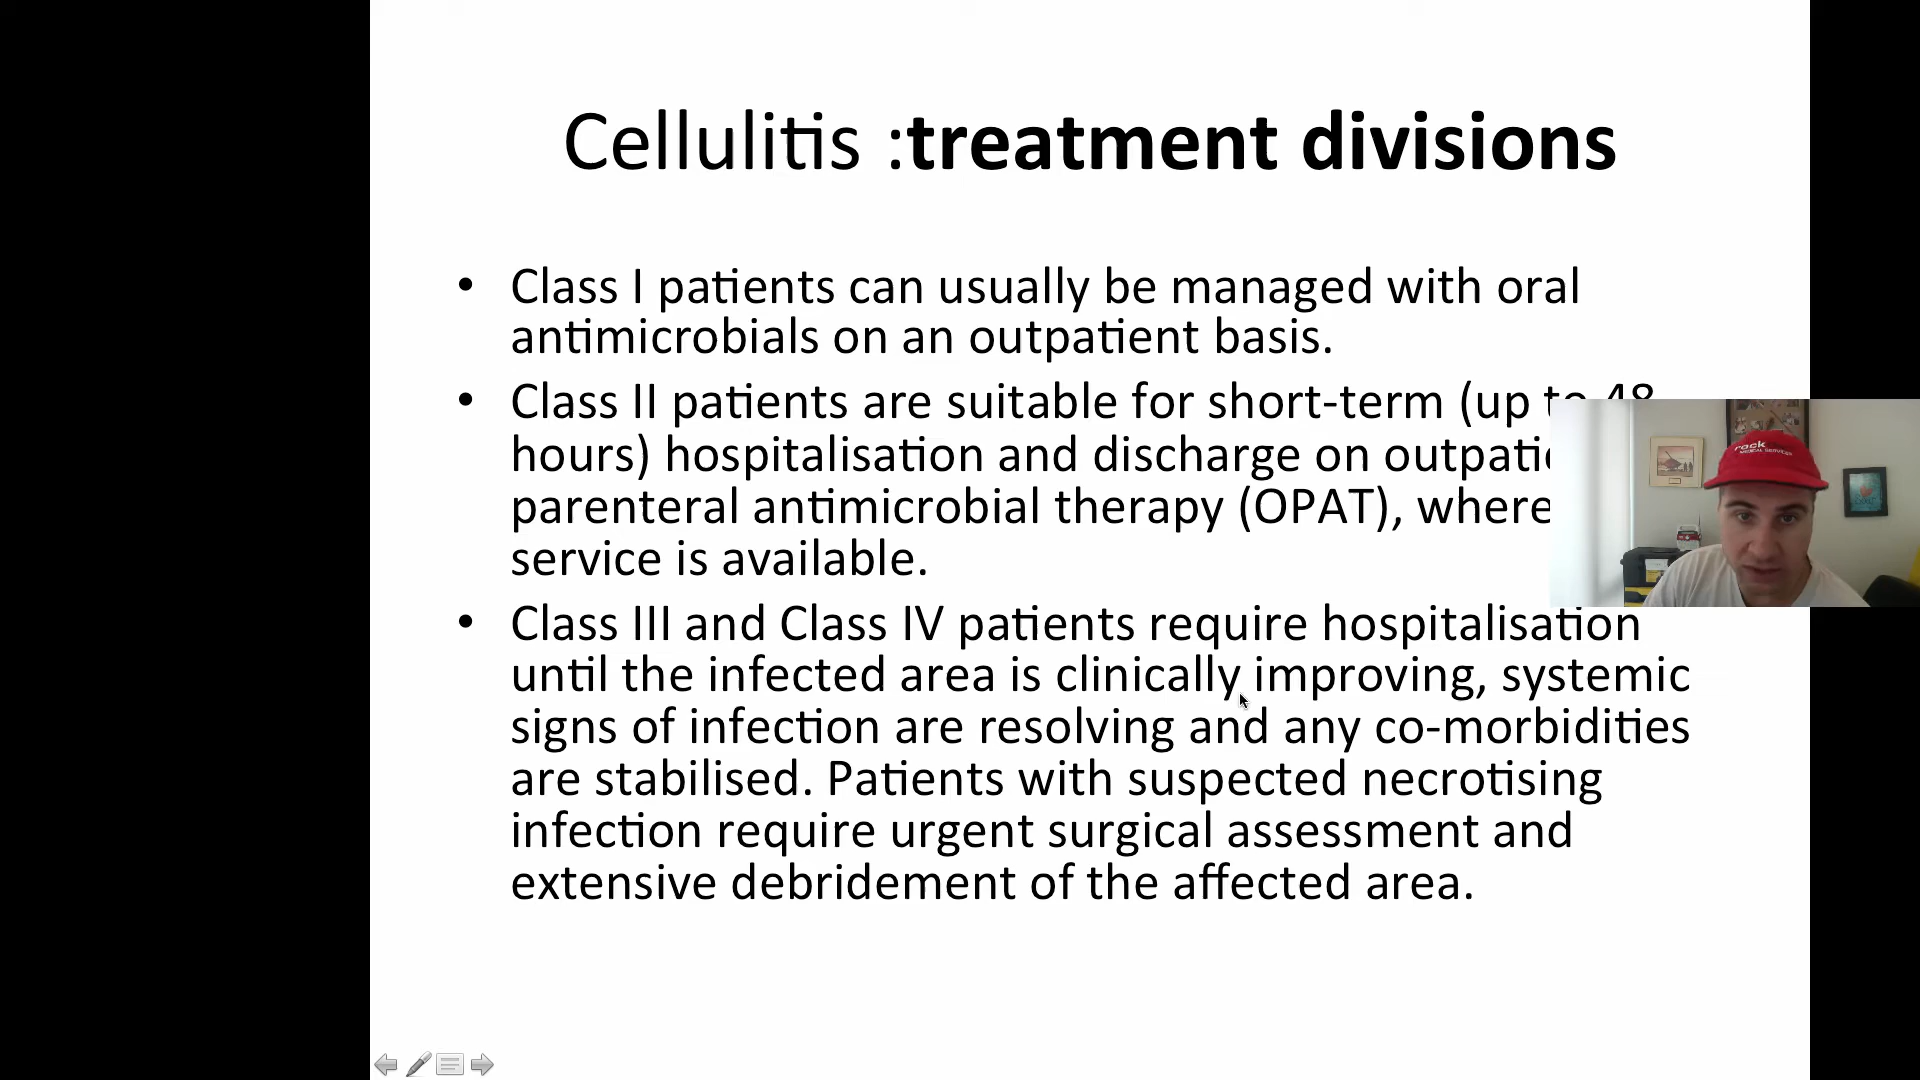 Cellulitis :treatment divisions
• Class I patients can usually be managed with oral
antimicrobials on an outpatient basis.
• Class II patients are suitable for short-term (up to 48
hours) hospitalisation and discharge on
parenteral antimicrobial therapy (OPAT), where
service is available.
• Class III and Class IV patients require hospitalisation
until the infected area is clinically improving, systemic
signs of infection are resolving and any co-morbidities
are stabilised. Patients with suspected necrotising
infection require urgent surgical assessment and
extensive debridement of the affected area.
MEDICAL SERVICES